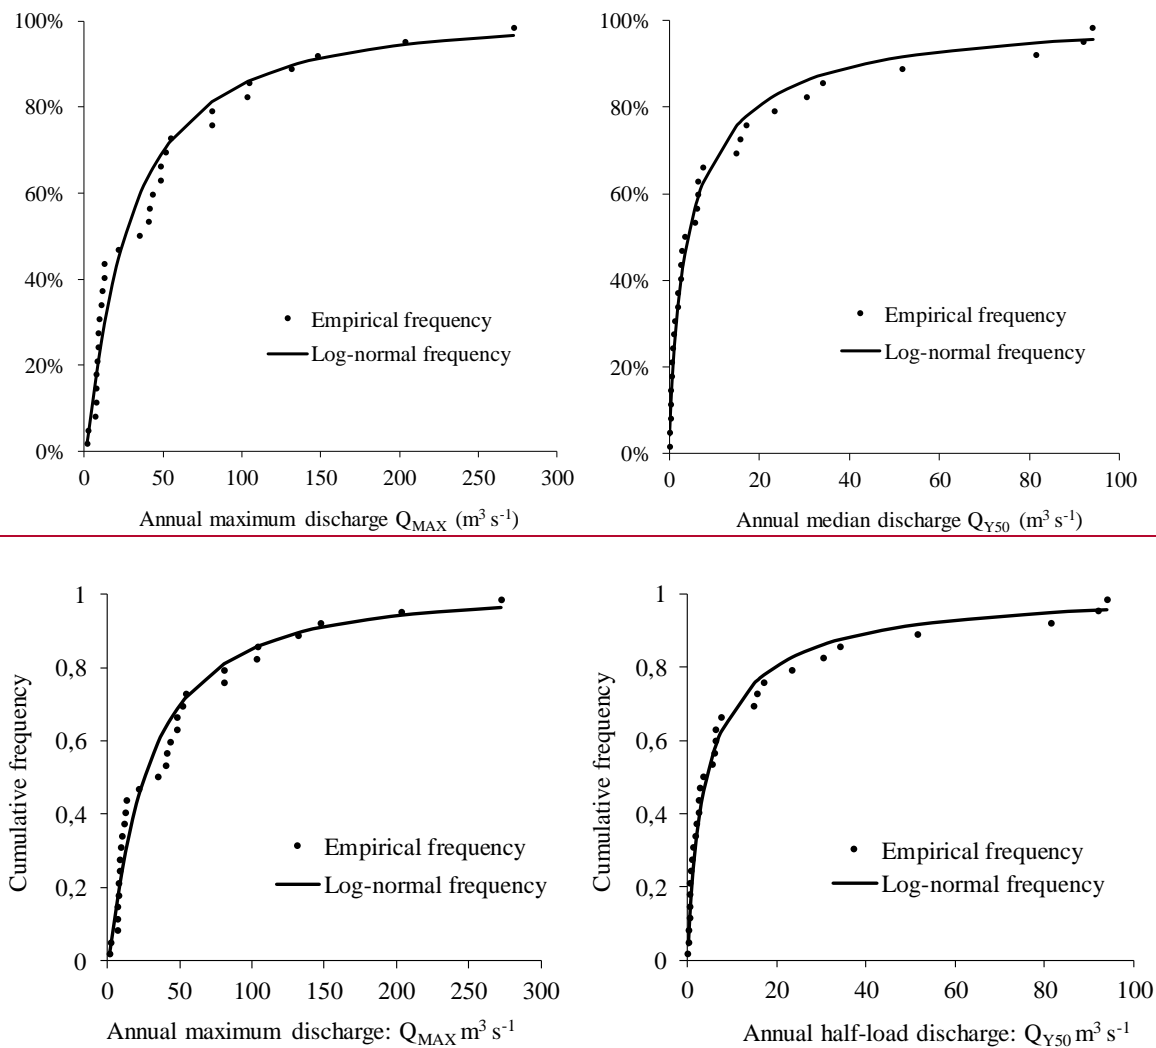 100%
80%
60%
40%
20%
0%
0 50 100 150 200 250 300
Empirical frequency
Log-normal frequency
Annual maximum discharge Q_MAX (m³ s⁻¹)
100%
80%
60%
40%
20%
0%
0 20 40 60 80 100
Empirical frequency
Log-normal frequency
Annual median discharge Q_Y50 (m³ s⁻¹)
Cumulative frequency
1
0.8
0.6
0,4
0,2
0
0 50 100 150 200 250 300
Empirical frequency
Log-normal frequency
Annual maximum discharge: Q_MAX m³ s⁻¹
Cumulative frequency
1
0.8
0.6
0,4
0,2
0
0 20 40 60 80 100
Empirical frequency
Log-normal frequency
Annual half-load discharge: Q_Y50 m³ s⁻¹